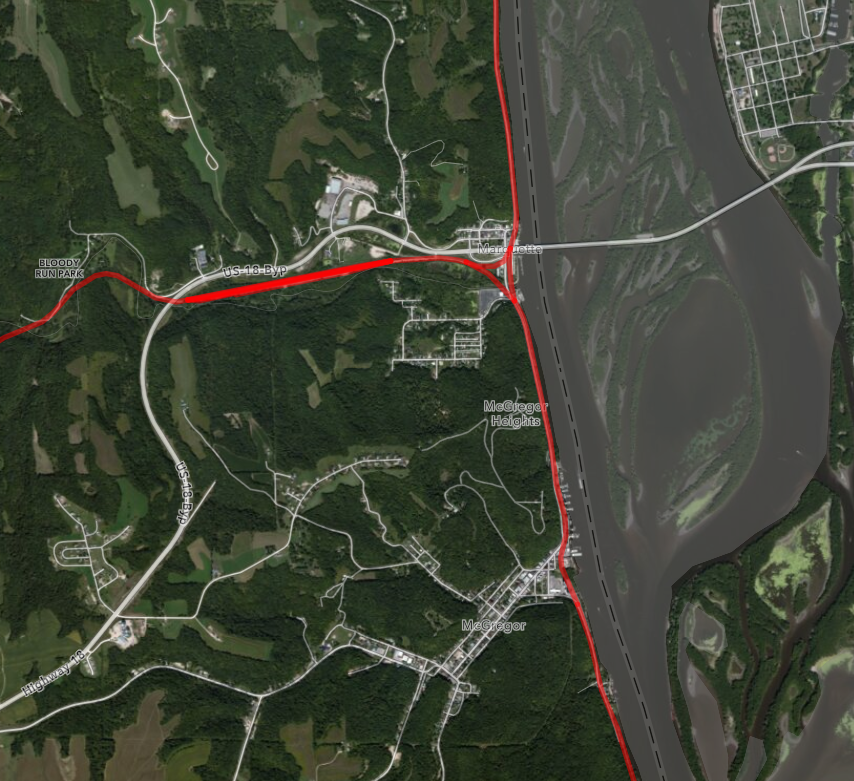 Marquette
BLOODY
RUN PARK
US-18-Byp
McGregor
Heights
US-18-Byp
McGregor
Highway 18